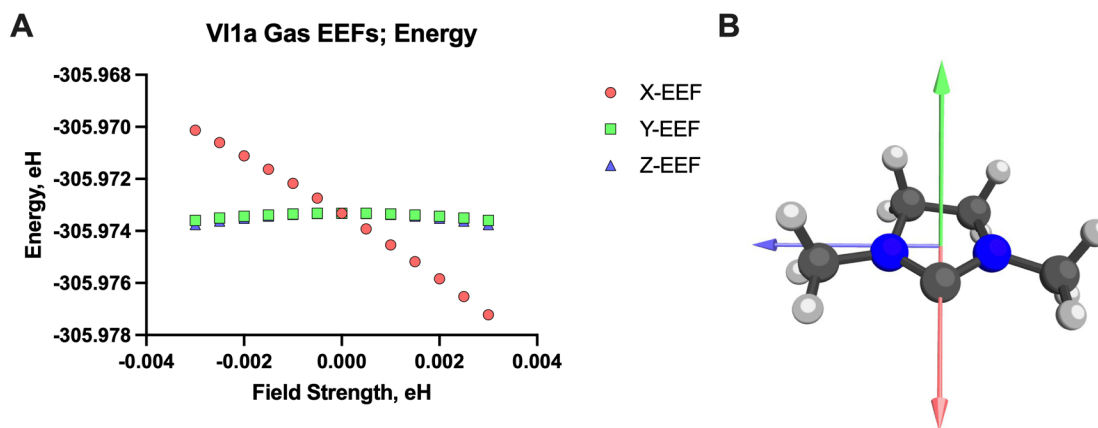 A
VI1a Gas EEFs; Energy
B
-305.968
-305.970
-305.972
-305.974
-305.976
-305.978
Energy, eH
-0.004
-0.002
0.000
0.002
0.004
Field Strength, eH
X-EEF
Y-EEF
Z-EEF